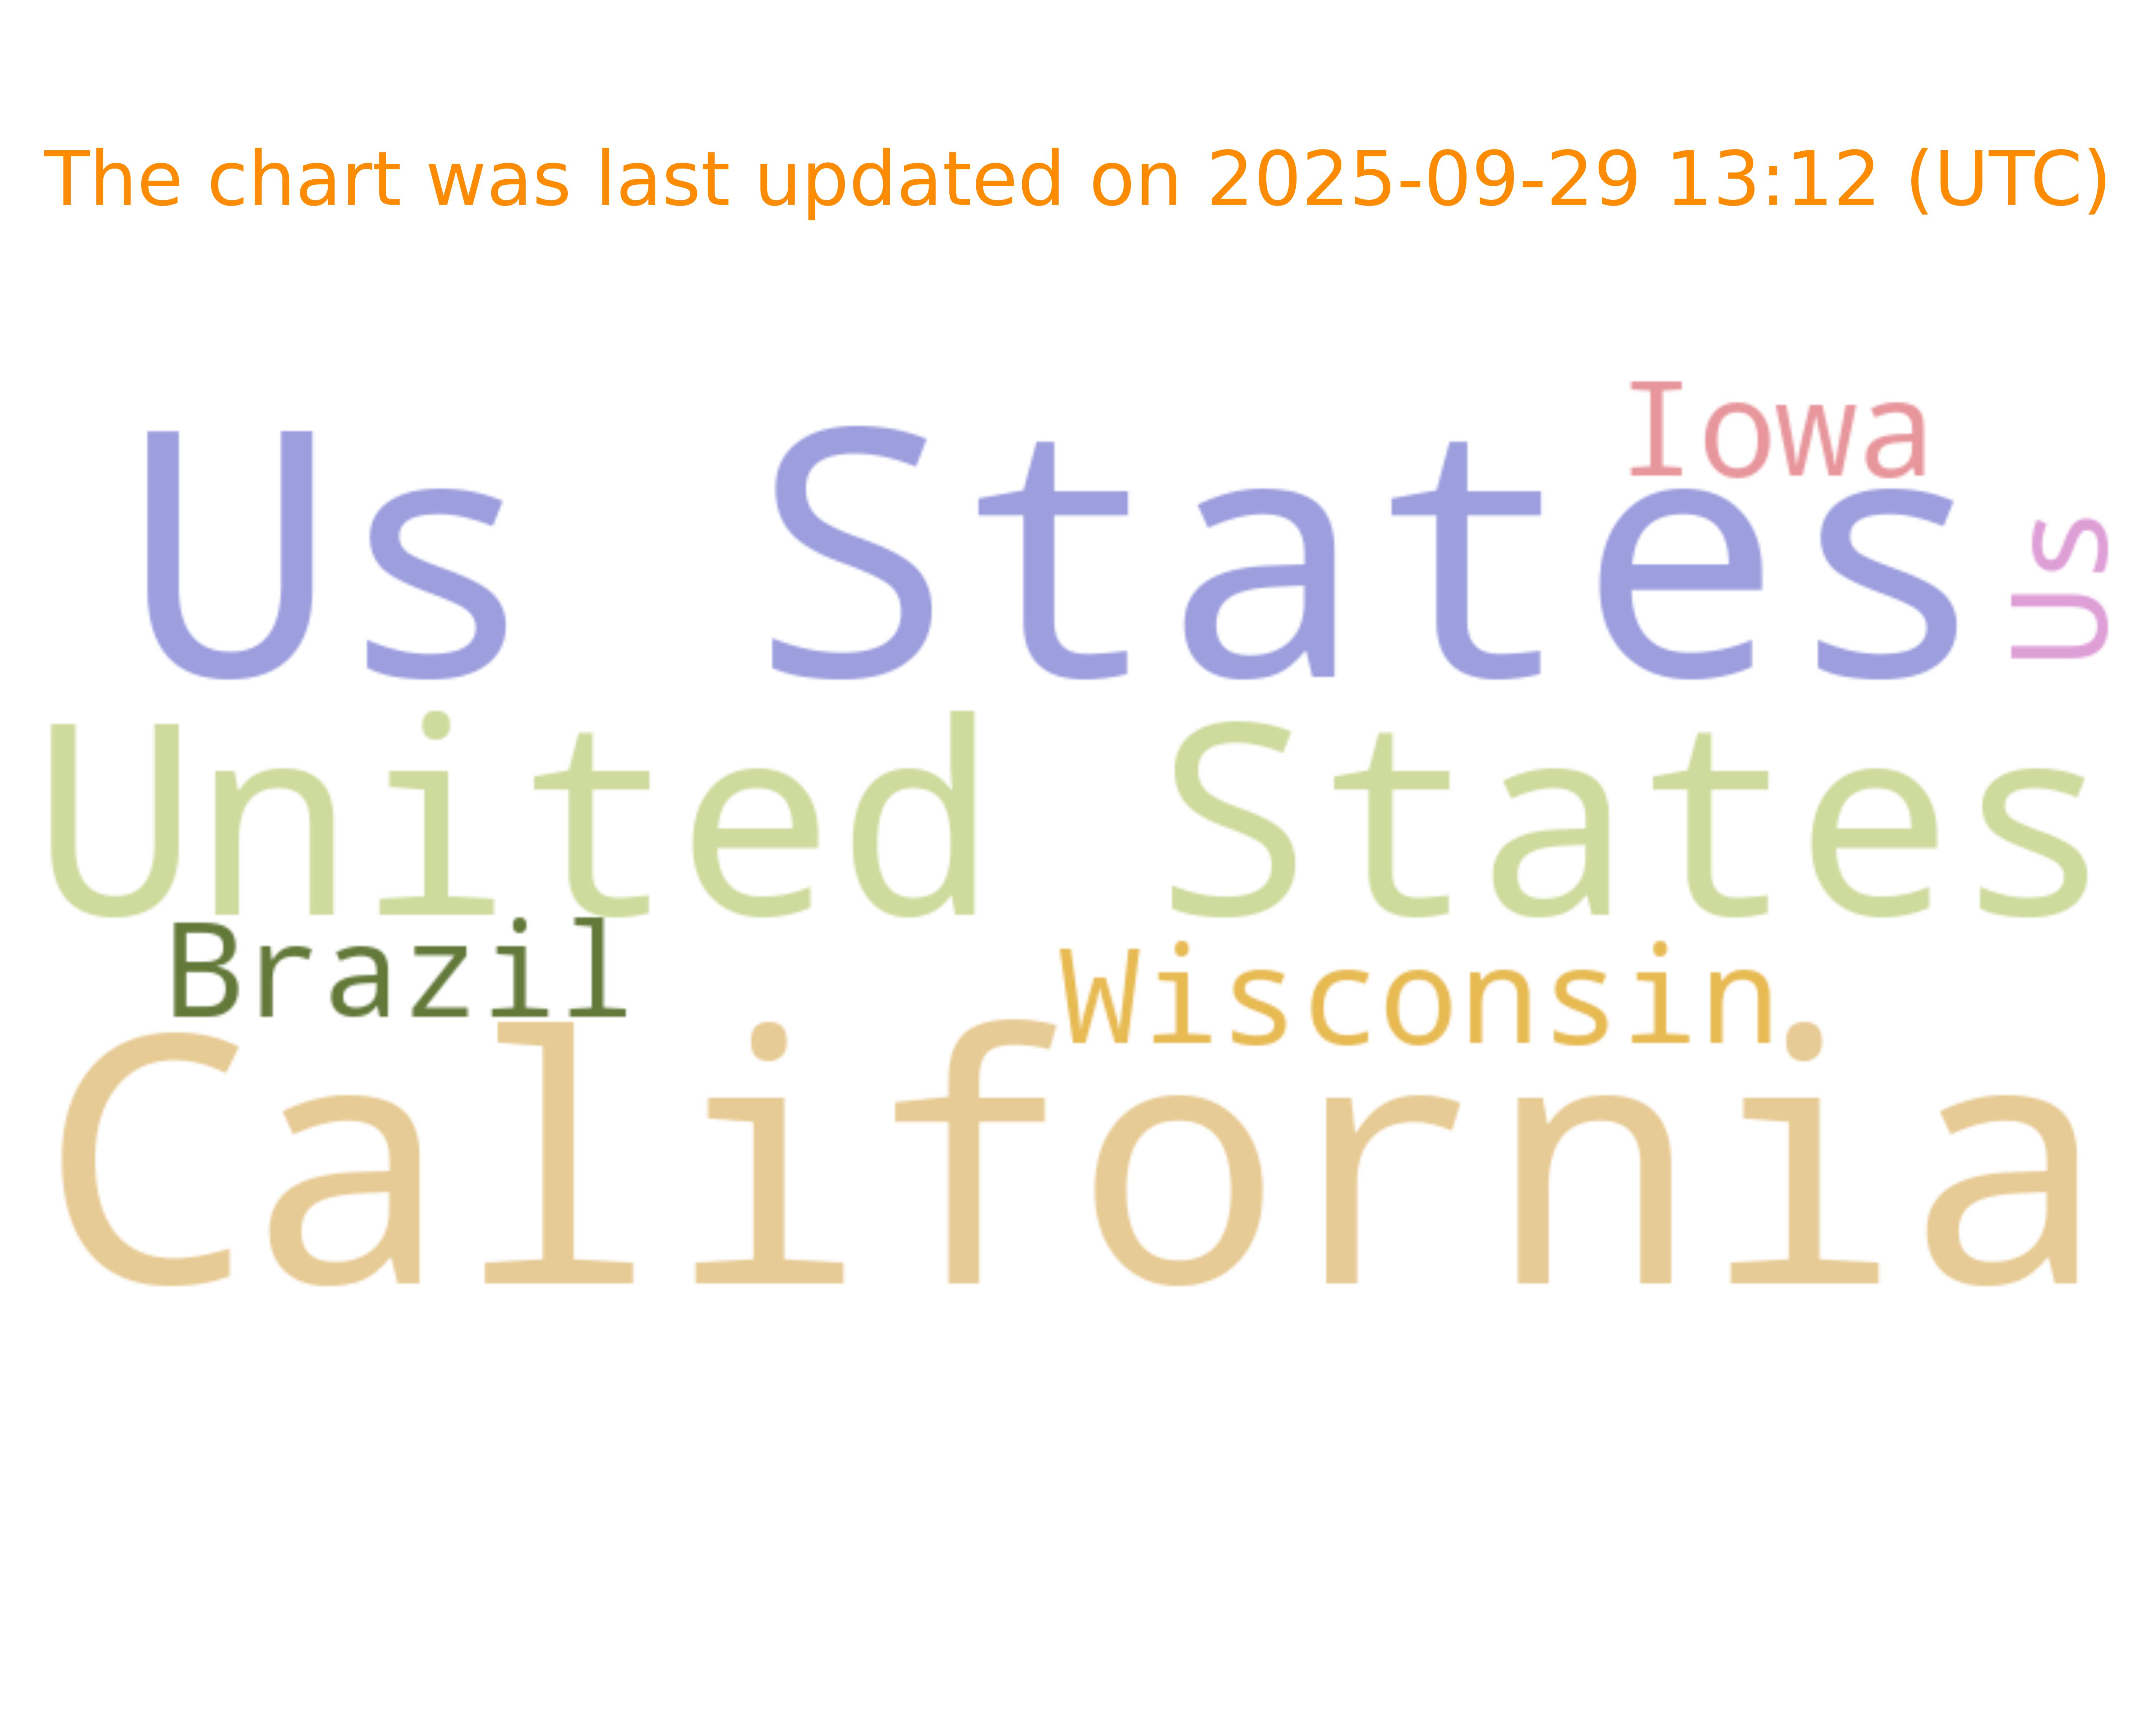 The chart was last updated on 2025-09-29 13:12 (UTC)
Iowa
Us States
us
United States
Brazil
Wisconsin
California